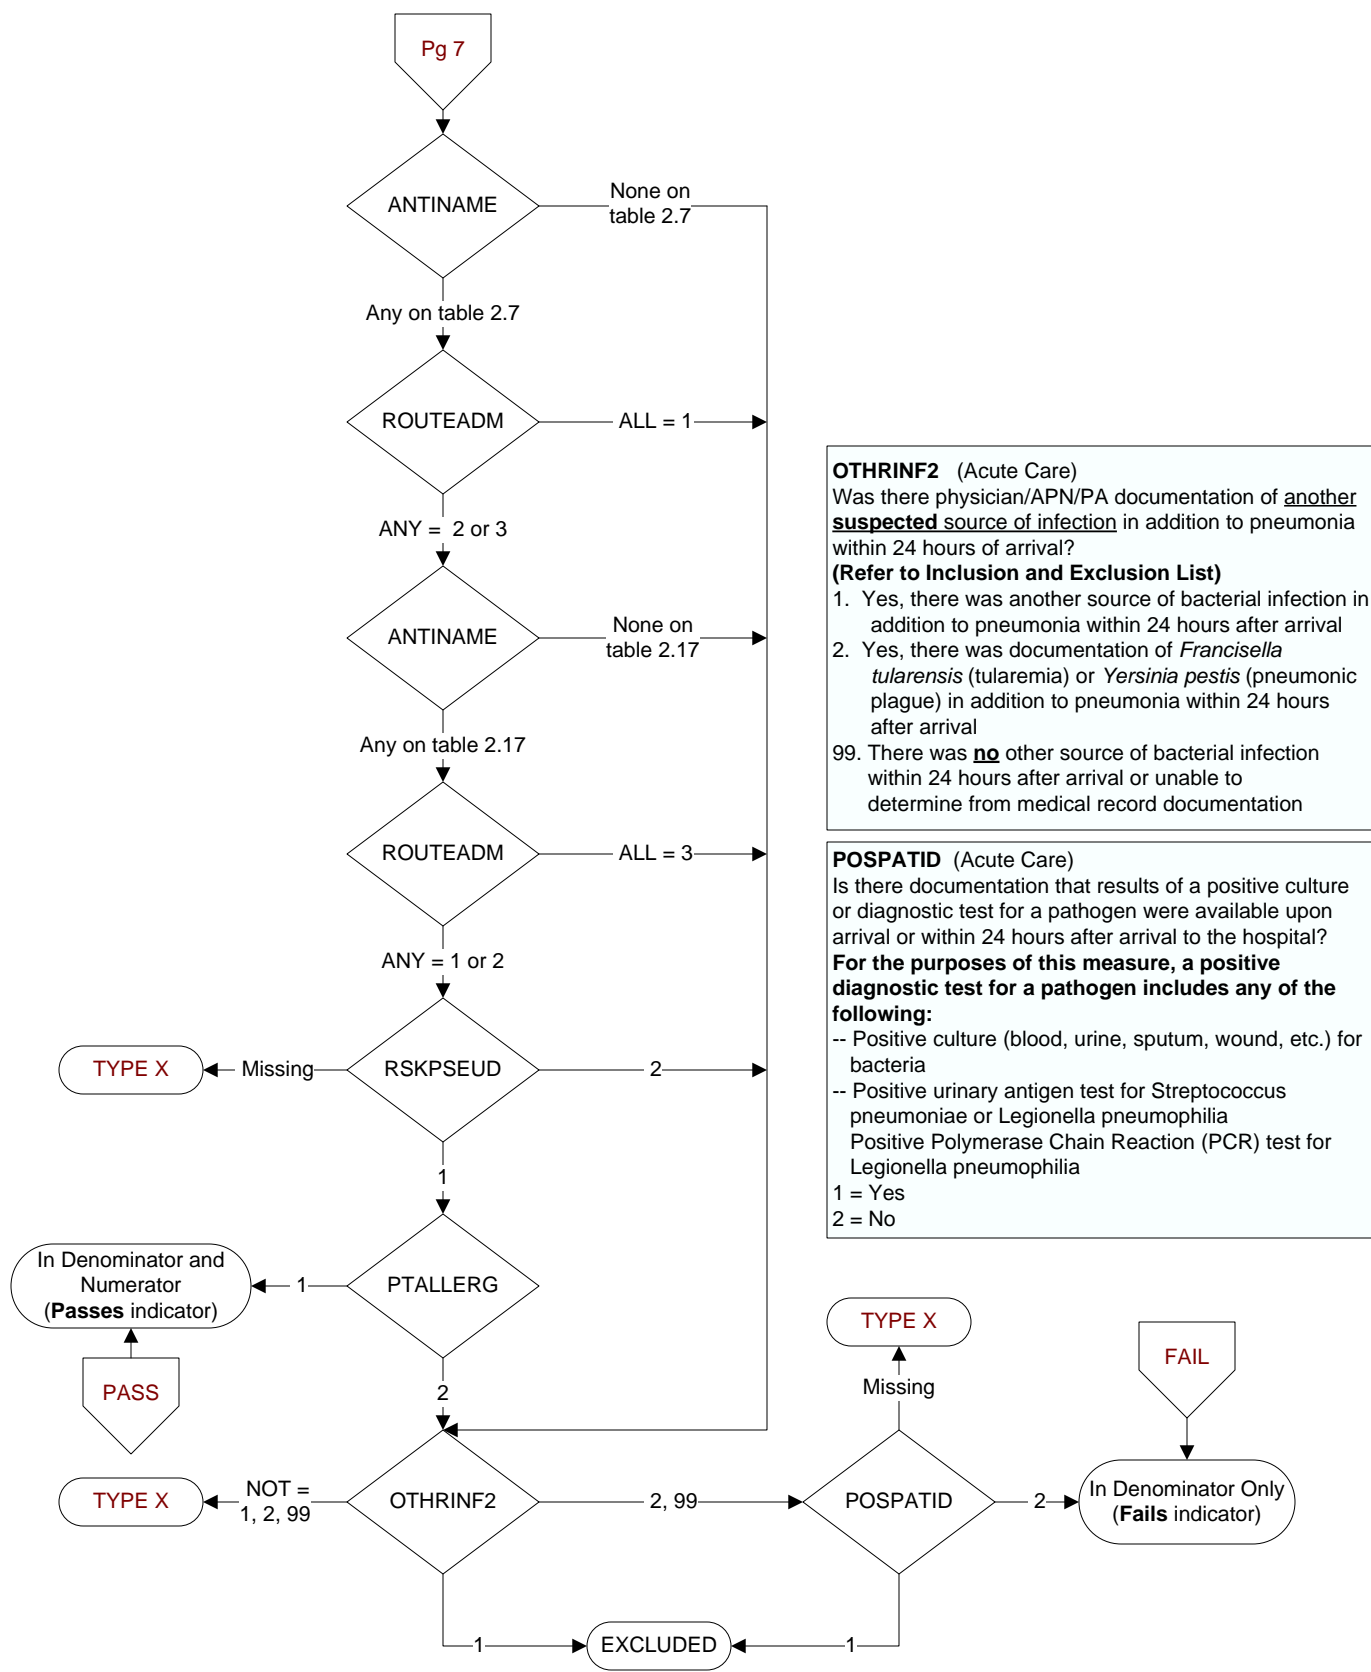 Pg 7
ANTINAME
None on
table 2.7
Any on table 2.7
ROUTEADM
ALL = 1
ANY =  2 or 3
ANTINAME
None on
table 2.17
Any on table 2.17
ROUTEADM
ALL = 3
ANY = 1 or 2
TYPE X
Missing
RSKPSEUD
2
1
In Denominator and
Numerator
(Passes indicator)
1
PTALLERG
PASS
2
TYPE X
NOT =
1, 2, 99
OTHRINF2
2, 99
TYPE X
Missing
POSPATID
2
FAIL
In Denominator Only
(Fails indicator)
1
EXCLUDED
1
OTHRINF2   (Acute Care)
Was there physician/APN/PA documentation of another
suspected source of infection in addition to pneumonia
within 24 hours of arrival?
(Refer to Inclusion and Exclusion List)
1.  Yes, there was another source of bacterial infection in
addition to pneumonia within 24 hours after arrival
2.  Yes, there was documentation of Francisella
tularensis (tularemia) or Yersinia pestis (pneumonic
plague) in addition to pneumonia within 24 hours
after arrival
99. There was no other source of bacterial infection
within 24 hours after arrival or unable to
determine from medical record documentation
POSPATID  (Acute Care)
Is there documentation that results of a positive culture
or diagnostic test for a pathogen were available upon
arrival or within 24 hours after arrival to the hospital?
For the purposes of this measure, a positive
diagnostic test for a pathogen includes any of the
following:
-- Positive culture (blood, urine, sputum, wound, etc.) for
bacteria
-- Positive urinary antigen test for Streptococcus
pneumoniae or Legionella pneumophilia
Positive Polymerase Chain Reaction (PCR) test for
Legionella pneumophilia
1 = Yes
2 = No